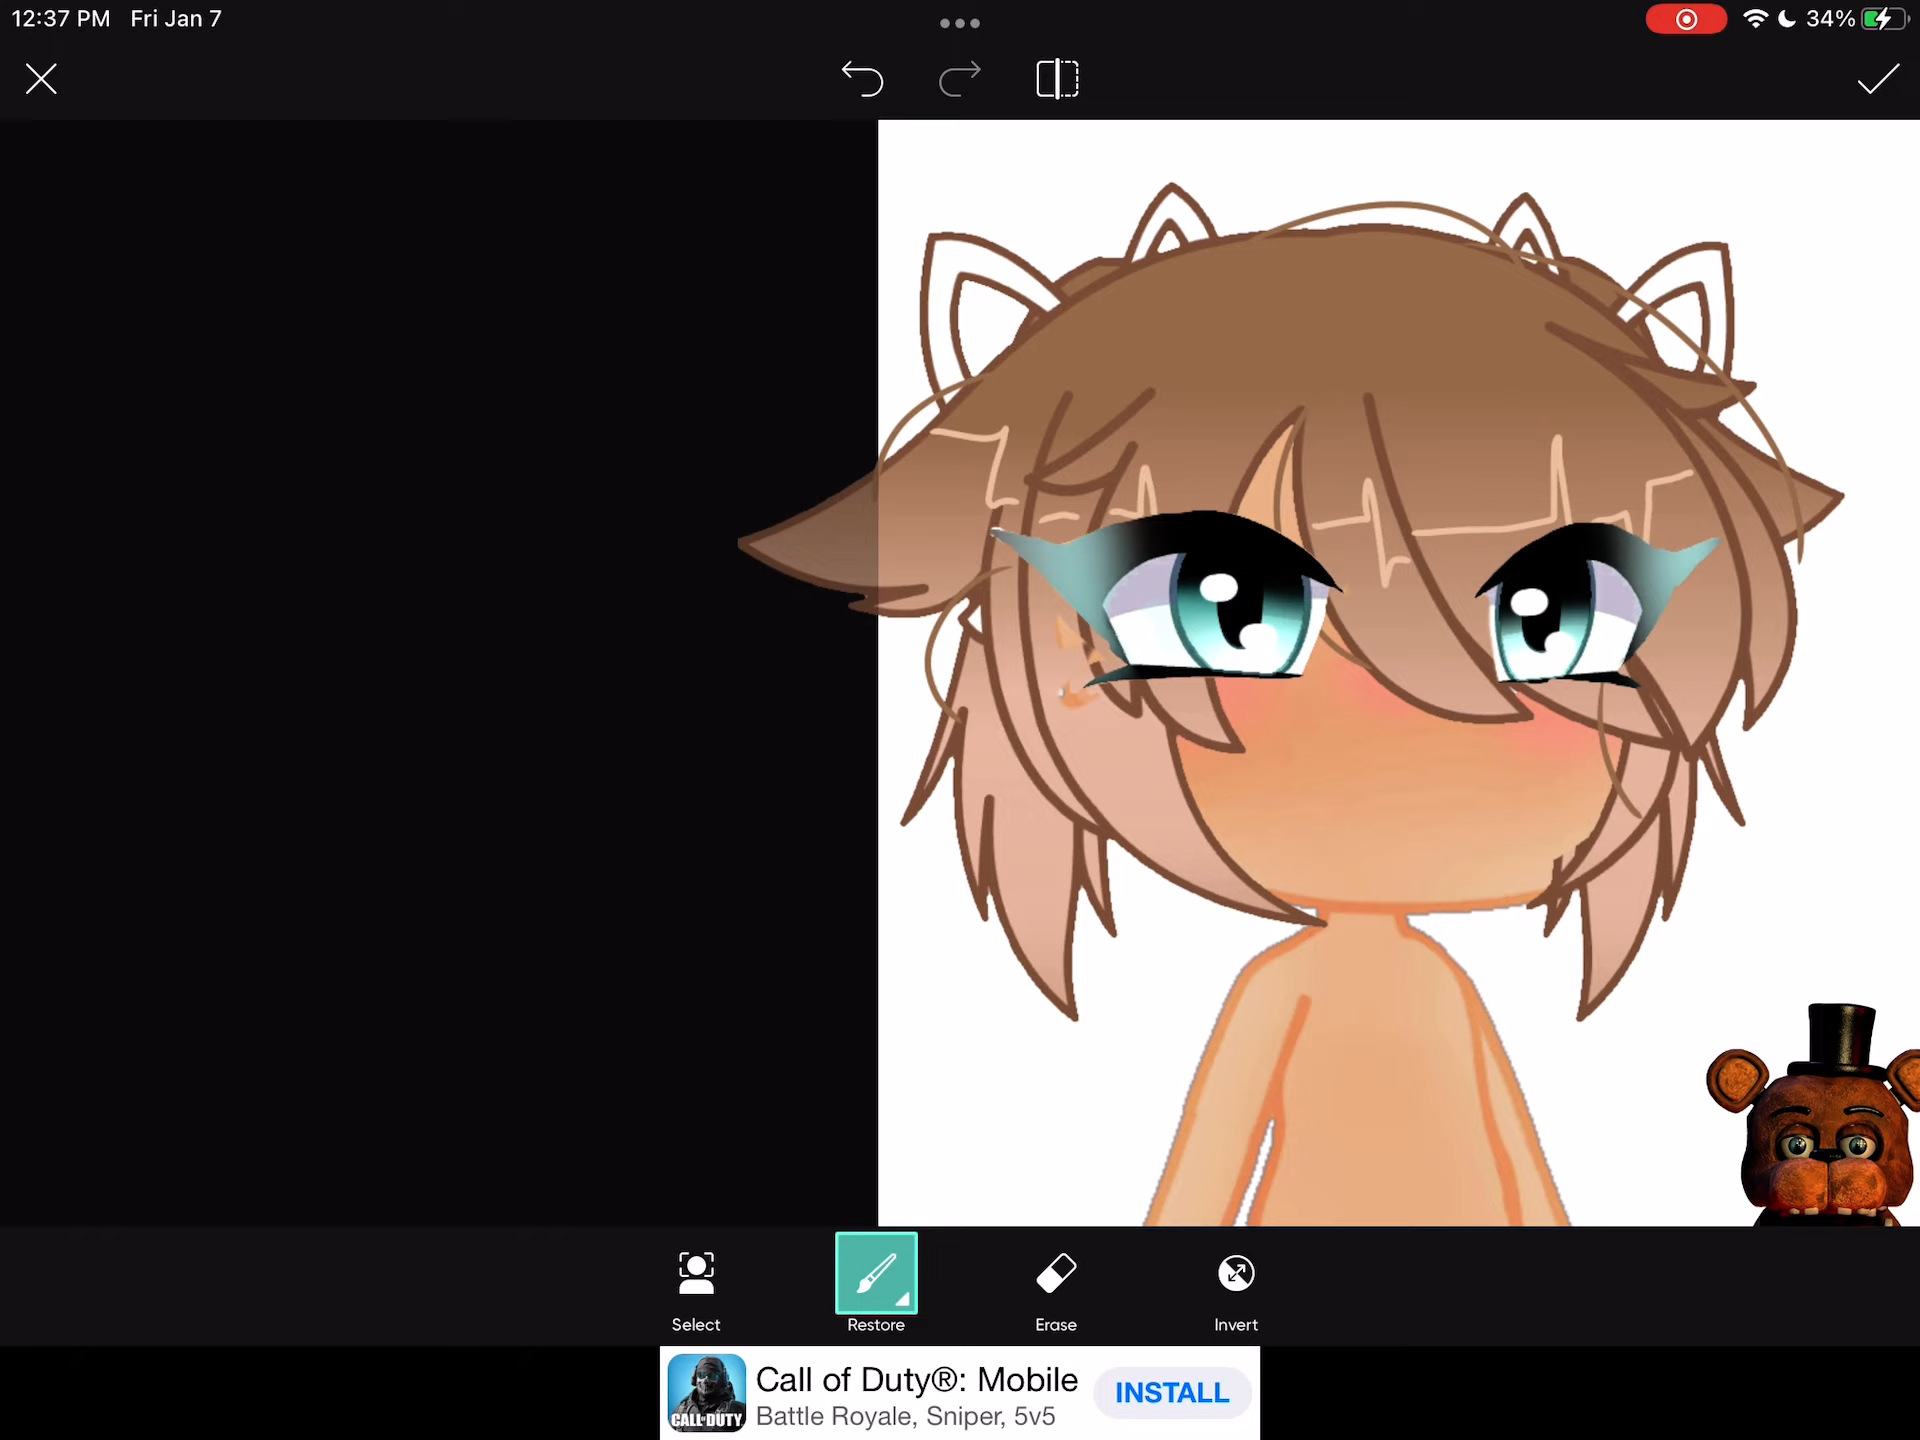 12:37 PM Fri Jan 7
34%
Select
Restore
Erase
Invert
Call of Duty®: Mobile
Battle Royale, Sniper, 5v5
INSTALL
CALL·DUTY